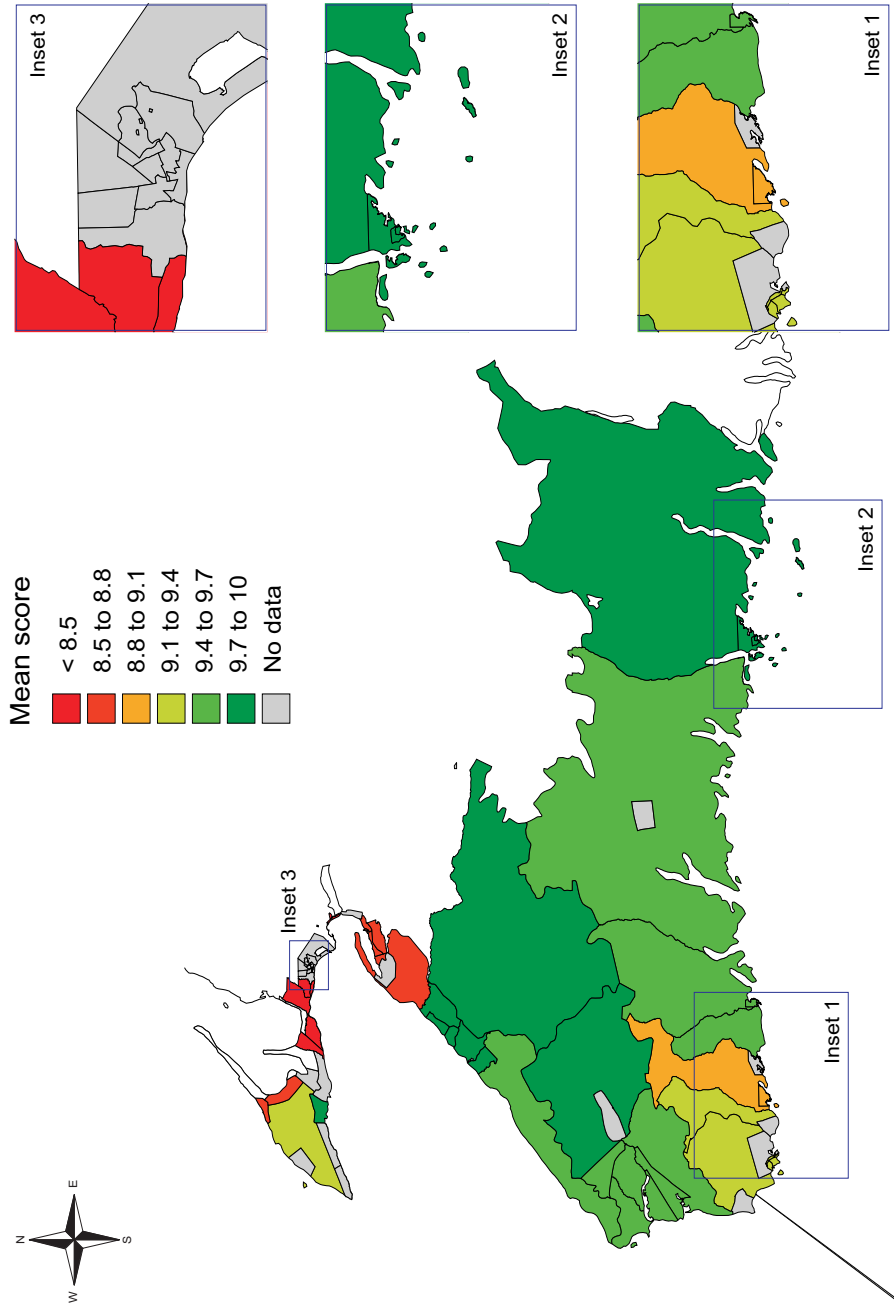 Mean score
< 8.5
8.5 to 8.8
8.8 to 9.1
9.1 to 9.4
9.4 to 9.7
9.7 to 10
No data
Inset 3
Inset 2
Inset 1
Inset 3
Inset 2
Inset 1
N
E
S
W